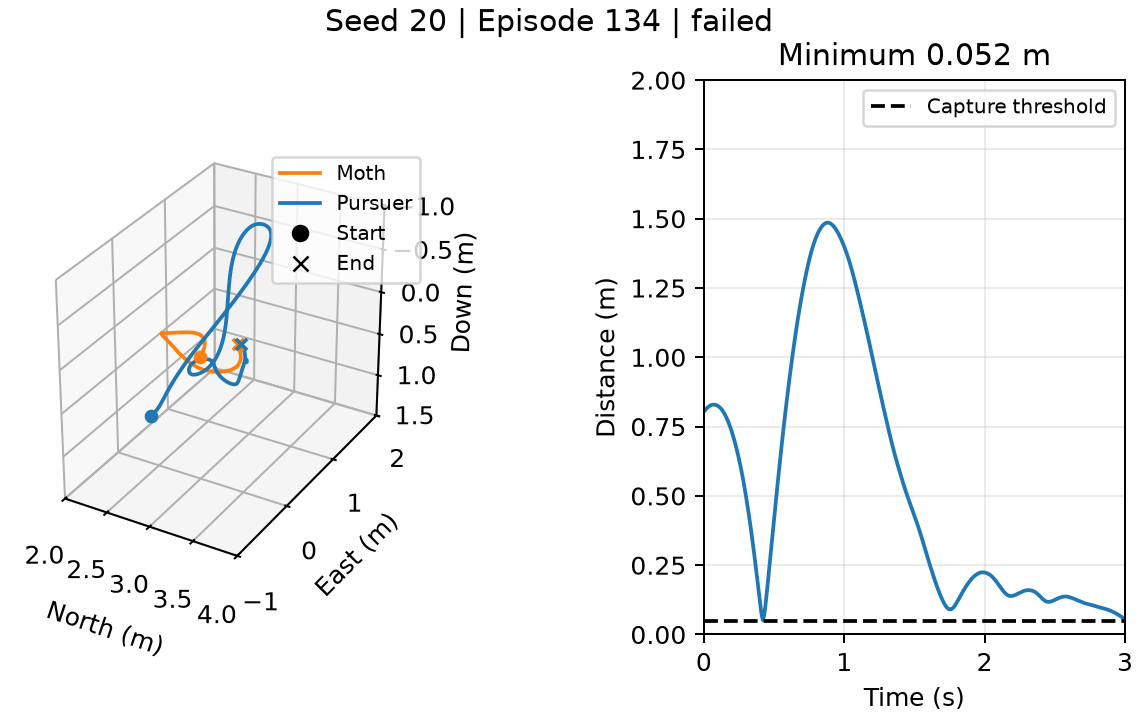 Seed 20 | Episode 134 | failed
Moth
Pursuer
Start
End
−1.0
−0.5
0.0
0.5
1.0
1.5
Down (m)
2
1
0
−1
East (m)
2.0
2.5
3.0
3.5
4.0
North (m)
Minimum 0.052 m
Capture threshold
2.00
1.75
1.50
1.25
1.00
0.75
0.50
0.25
0.00
Distance (m)
0
1
2
3
Time (s)